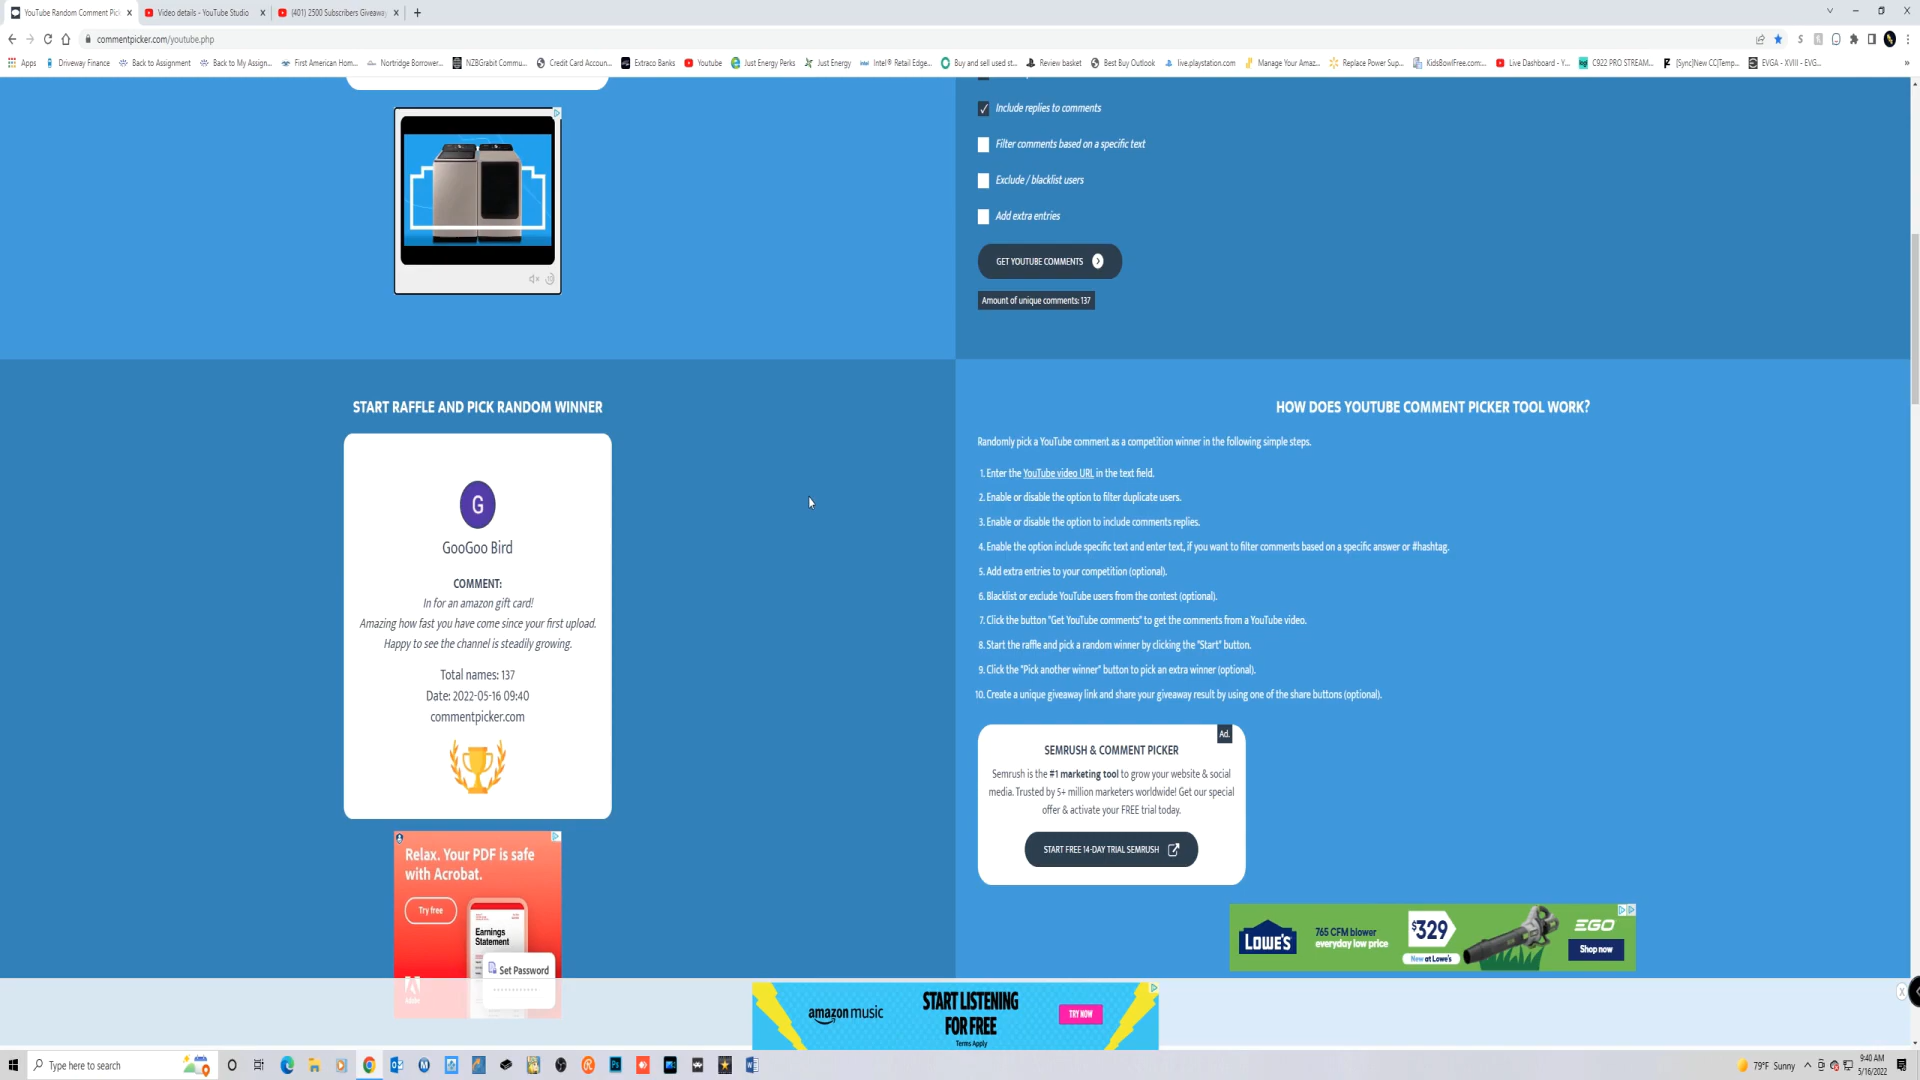 YouTube Random Comment Pic
Video details - YouTube Studio
(401) 2500 Subscribers Giveaway
commentpicker.com/youtube.php
Apps
Driveway Finance
Back to Assignment
Back to My Assign...
First American Hom...
Nortridge Borrower...
NZBGrabit Commu...
Credit Card Accoun...
Extraco Banks
Youtube
Just Energy Perks
Just Energy
Intel® Retail Edge...
Buy and sell used st...
Review basket
Best Buy Outlook
live.playstation.com
Manage Your Amaz...
Replace Power Sup...
KidsBowlFree.com:...
Live Dashboard - Y...
C922 PRO STREAM...
[Sync]New CC|Temp...
EVGA - XVIII - EVG...
Include replies to comments
Filter comments based on a specific text
Exclude / blacklist users
Add extra entries
GET YOUTUBE COMMENTS
Amount of unique comments: 137
START RAFFLE AND PICK RANDOM WINNER
G
GooGoo Bird
COMMENT:
In for an amazon gift card!
Amazing how fast you have come since your first upload.
Happy to see the channel is steadily growing.
Total names: 137
Date: 2022-05-16 09:40
commentpicker.com
Relax. Your PDF is safe
with Acrobat.
Try free
Earnings
Statement
Set Password
Adobe
HOW DOES YOUTUBE COMMENT PICKER TOOL WORK?
Randomly pick a YouTube comment as a competition winner in the following simple steps.
1. Enter the YouTube video URL in the text field.
2. Enable or disable the option to filter duplicate users.
3. Enable or disable the option to include comments replies.
4. Enable the option include specific text and enter text, if you want to filter comments based on a specific answer or #hashtag.
5. Add extra entries to your competition (optional).
6. Blacklist or exclude YouTube users from the contest (optional).
7. Click the button "Get YouTube comments" to get the comments from a YouTube video.
8. Start the raffle and pick a random winner by clicking the "Start" button.
9. Click the "Pick another winner" button to pick an extra winner (optional).
10. Create a unique giveaway link and share your giveaway result by using one of the share buttons (optional).
Ad.
SEMRUSH & COMMENT PICKER
Semrush is the #1 marketing tool to grow your website & social
media. Trusted by 5+ million marketers worldwide! Get our special
offer & activate your FREE trial today.
START FREE 14-DAY TRIAL SEMRUSH
LOWE'S
765 CFM blower
everyday low price
$329
New at Lowe's
EGO
Shop now
amazon music
START LISTENING
FOR FREE
Terms Apply
TRY NOW
Type here to search
79°F Sunny
9:40 AM
5/16/2022